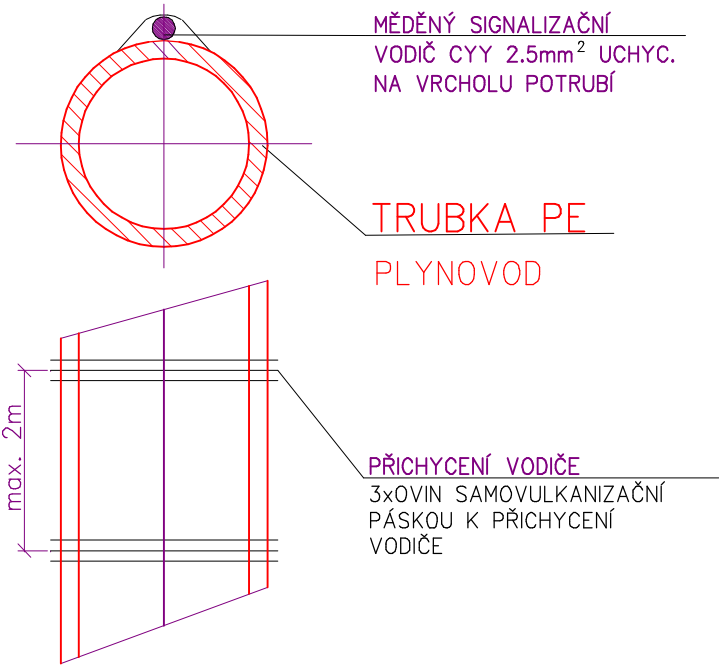 MĚDĚNÝ SIGNALIZAČNÍ
VODIČ CYY 2.5mm² UCHYC.
NA VRCHOLU POTRUBÍ
TRUBKA PE
PLYNOVOD
max. 2m
PŘICHYCENÍ VODIČE
3xOVIN SAMOVULKANIZAČNÍ
PÁSKOU K PŘICHYCENÍ
VODIČE